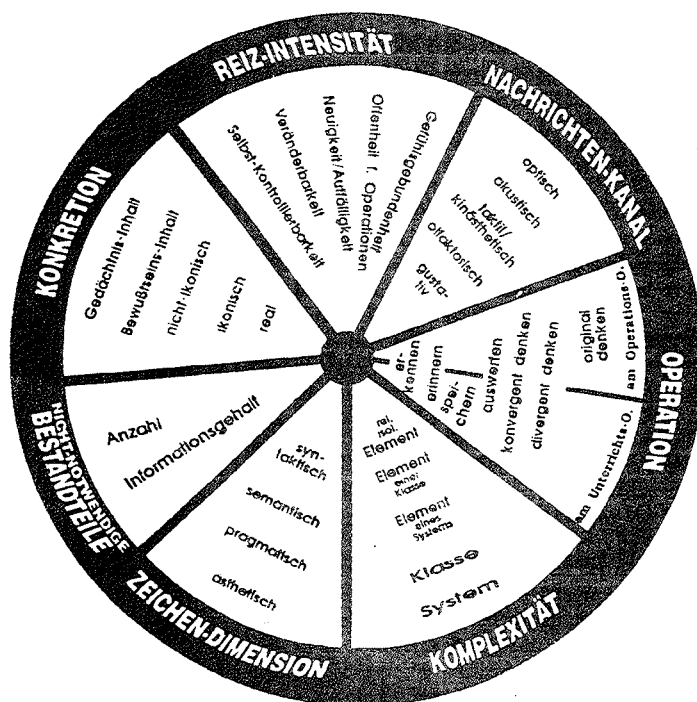 REIZ-INTENSITÄT
Selbst-Kontrollierbarkeit
Veränderbarkeit
Neuigkeit/Auffälligkeit
Offenheit f. Operationen
Gerüstgebundenheit
NACHRICHTEN-KANAL
optisch
akustisch
taktil/
kinästhetisch
olfaktorisch
gusta-
tiv
OPERATION
er-
kennen
erinnern
spei-
chern
auswerten
konvergent denken
divergent denken
original
denken
am Operations-O.
am Unterrichts-O.
KOMPLEXITÄT
rel.
isol.
Element
Element
einer
Klasse
Element
eines
Systems
Klasse
System
ZEICHEN-DIMENSION
syn-
taktisch
semantisch
pragmatisch
ästhetisch
NICHT-NOTWENDIGE
BESTANDTEILE
Anzahl
Informationsgehalt
KONKRETION
Gedächtnis-Inhalt
Bewußtseins-Inhalt
nicht-ikonisch
ikonisch
real